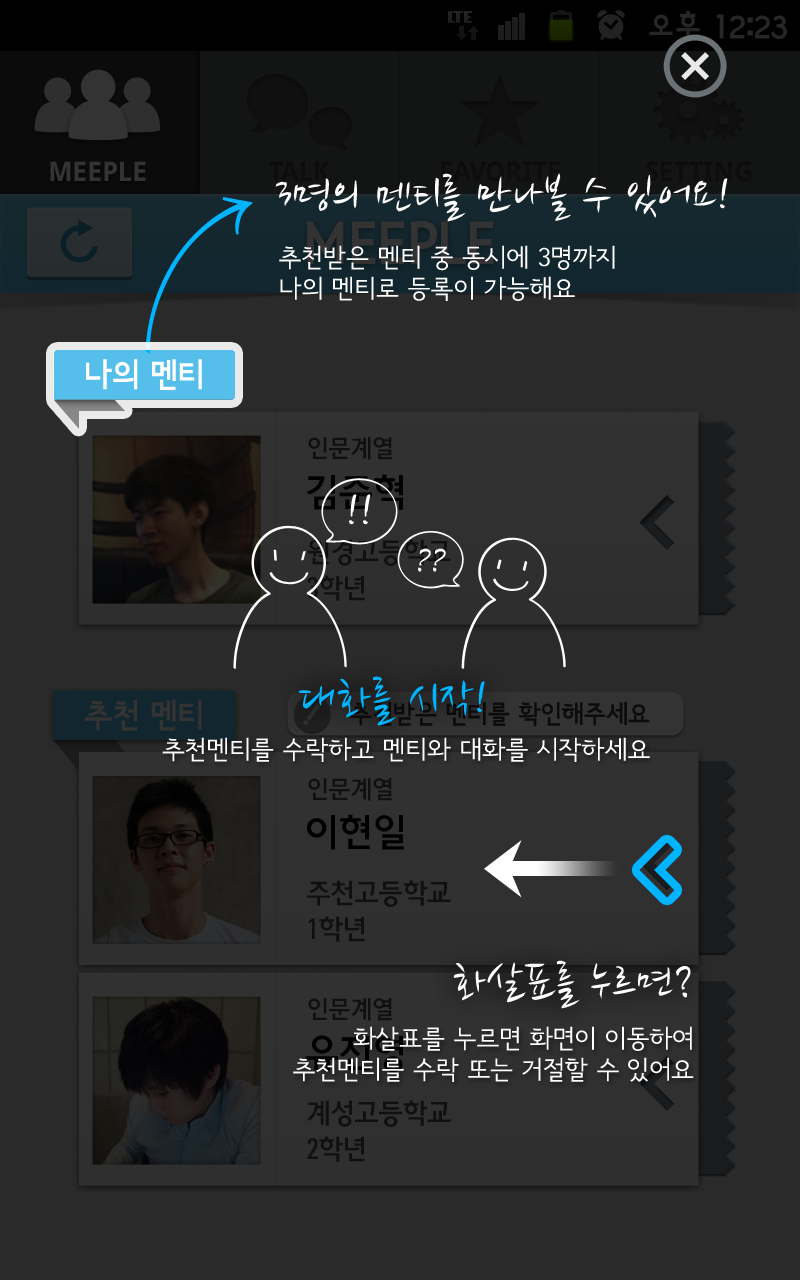 LTE 오후 12:23
MEEPLE TALK FAVORITE SETTING
3명의 멘티를 만나볼 수 있어요!
MEEPLE
추천받은 멘티 중 동시에 3명까지
나의 멘티로 등록이 가능해요
나의 멘티
인문계열
김준혁
!!
??
원경고등학교
2학년
대화를 시작!
추천 멘티
추천받은 멘티를 확인해주세요
추천멘티를 수락하고 멘티와 대화를 시작하세요
인문계열
이현일
주천고등학교
1학년
화살표를 누르면?
인문계열
화살표를 누르면 화면이 이동하여
추천멘티를 수락 또는 거절할 수 있어요
계성고등학교
2학년